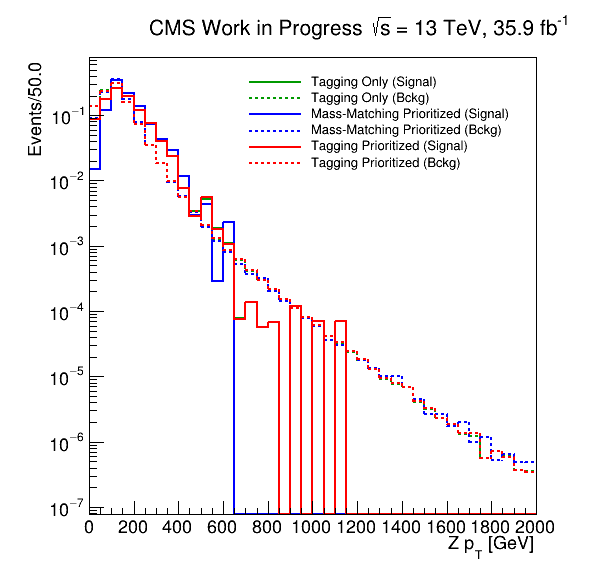 CMS Work in Progress √s = 13 TeV, 35.9 fb⁻¹
Events/50.0
Tagging Only (Signal)
Tagging Only (Bckg)
Mass-Matching Prioritized (Signal)
Mass-Matching Prioritized (Bckg)
Tagging Prioritized (Signal)
Tagging Prioritized (Bckg)
10⁻¹
10⁻²
10⁻³
10⁻⁴
10⁻⁵
10⁻⁶
10⁻⁷
0 200 400 600 800 1000 1200 1400 1600 1800 2000
Z p_T [GeV]